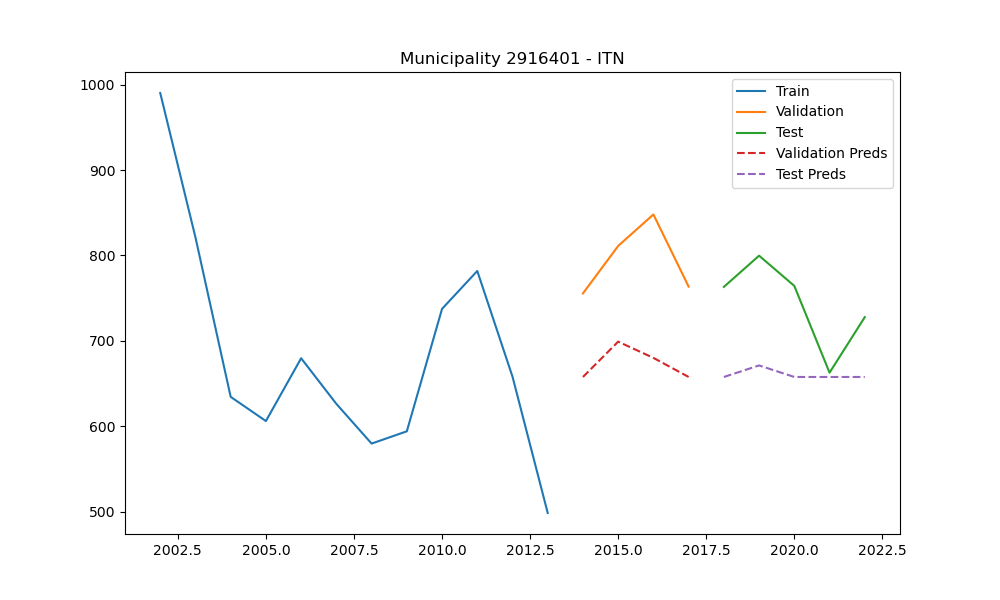 Municipality 2916401 - ITN
1000
900
800
700
600
500
2002.5 2005.0 2007.5 2010.0 2012.5 2015.0 2017.5 2020.0 2022.5
Train
Validation
Test
Validation Preds
Test Preds